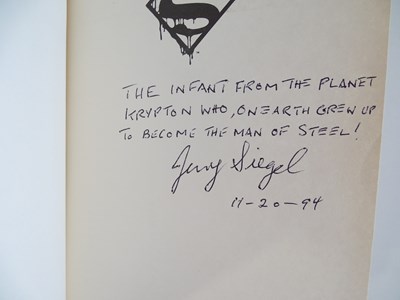 THE INFANT FROM THE PLANET
KRYPTON WHO, ON EARTH GREW UP
TO BECOME THE MAN OF STEEL!
Jerry Siegel
11-20-94